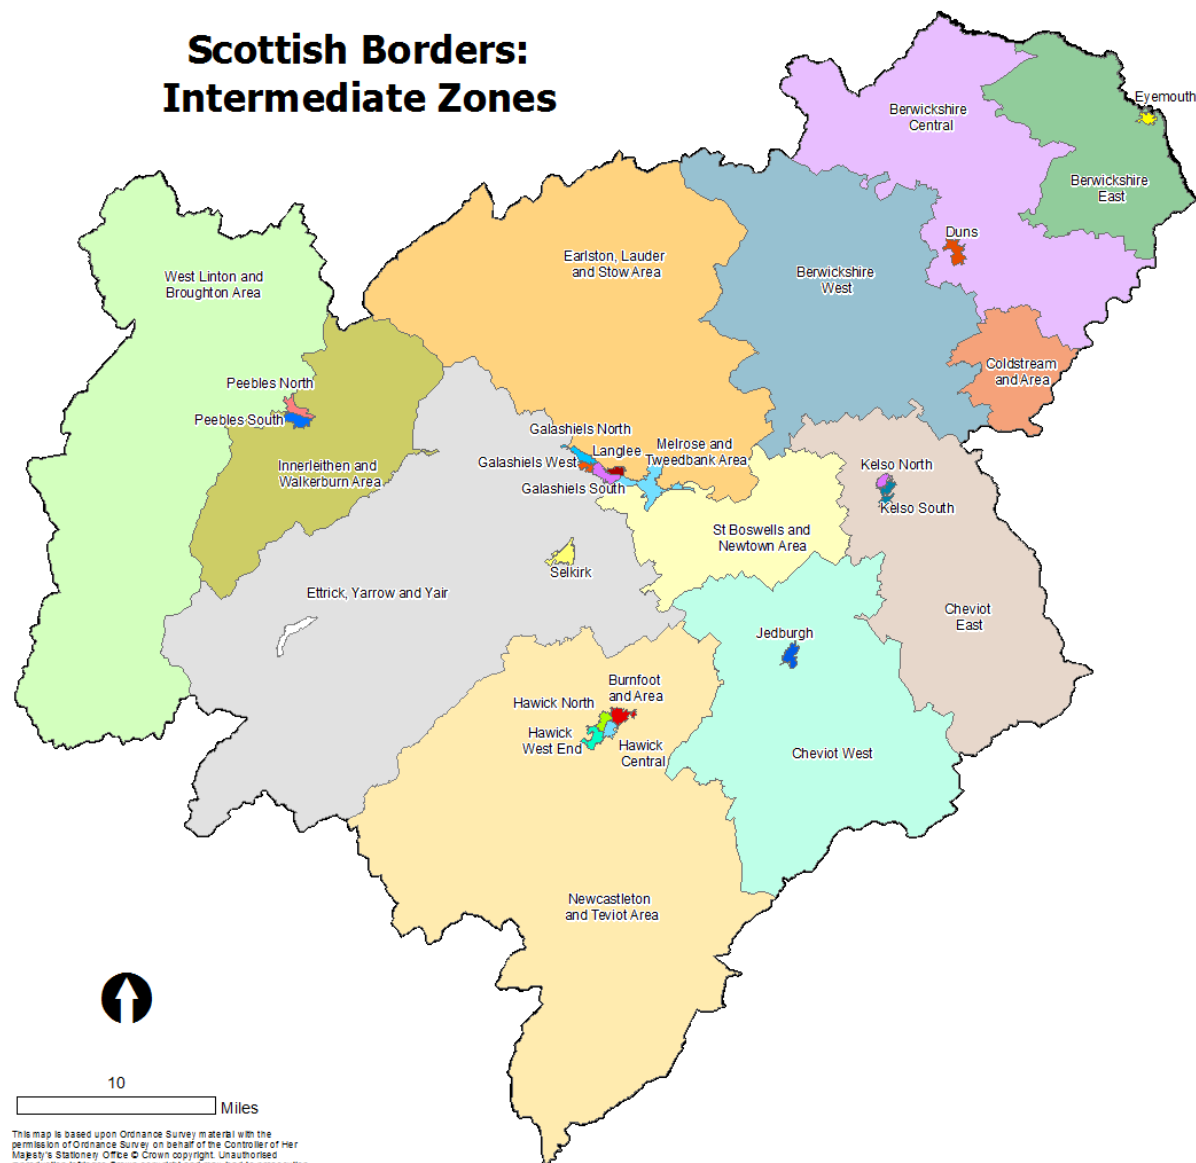 Scottish Borders:
Intermediate Zones
Eyemouth
Berwickshire
Central
Berwickshire
East
Duns
Earlston, Lauder
and Stow Area
Berwickshire
West
West Linton and
Broughton Area
Coldstream
and Area
Peebles North
Peebles South
Galashiels North
Langlee
Melrose and
Tweedbank Area
Galashiels West
Galashiels South
Innerleithen and
Walkerburn Area
Kelso North
Kelso South
St Boswells and
Newtown Area
Selkirk
Ettrick, Yarrow and Yair
Cheviot
East
Jedburgh
Burnfoot
and Area
Hawick North
Hawick
West End
Hawick
Central
Cheviot West
Newcastleton
and Teviot Area
10
Miles
This map is based upon Ordnance Survey material with the
permission of Ordnance Survey on behalf of the Controller of Her
Majesty's Stationery Office © Crown copyright. Unauthorised